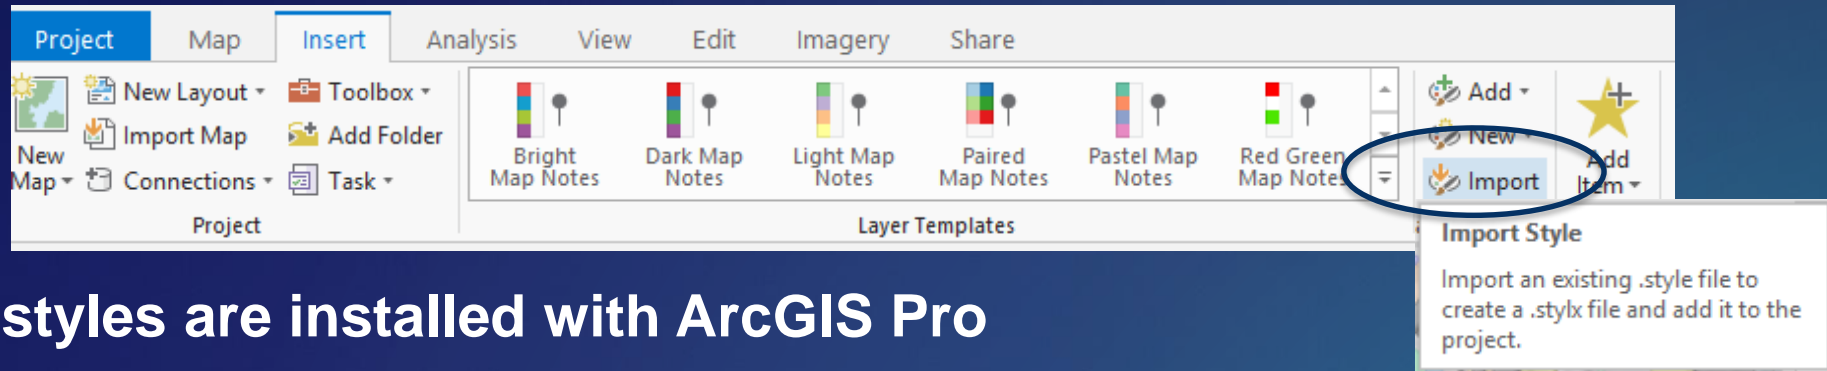 Project Map Insert Analysis View Edit Imagery Share
New Layout Toolbox Add
Import Map Add Folder New
New Map Connections Task Import
Bright Map Notes
Dark Map Notes
Light Map Notes
Paired Map Notes
Pastel Map Notes
Red Green Map Notes
Add Item
Project Layer Templates
Import Style
Import an existing .style file to
create a .stylx file and add it to the
project.
styles are installed with ArcGIS Pro